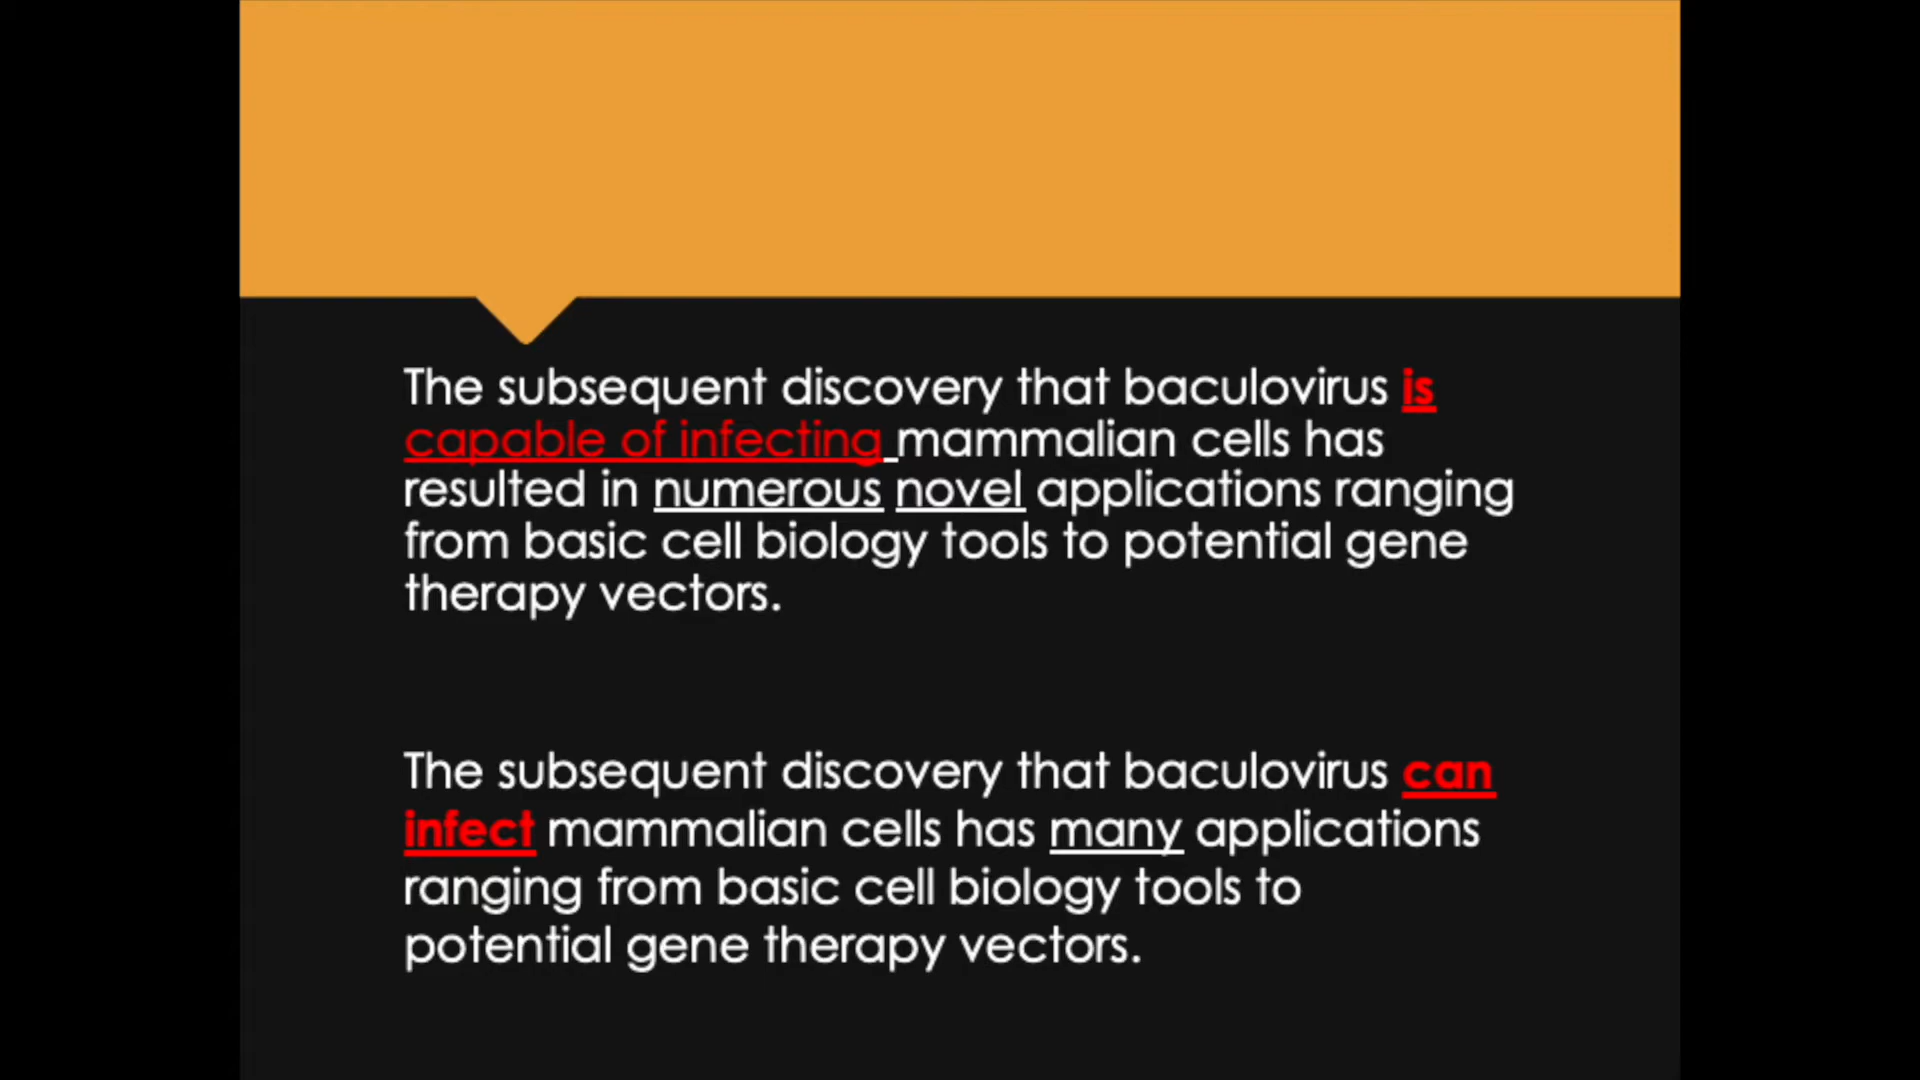 The subsequent discovery that baculovirus is
capable of infecting mammalian cells has
resulted in numerous novel applications ranging
from basic cell biology tools to potential gene
therapy vectors.
The subsequent discovery that baculovirus can
infect mammalian cells has many applications
ranging from basic cell biology tools to
potential gene therapy vectors.